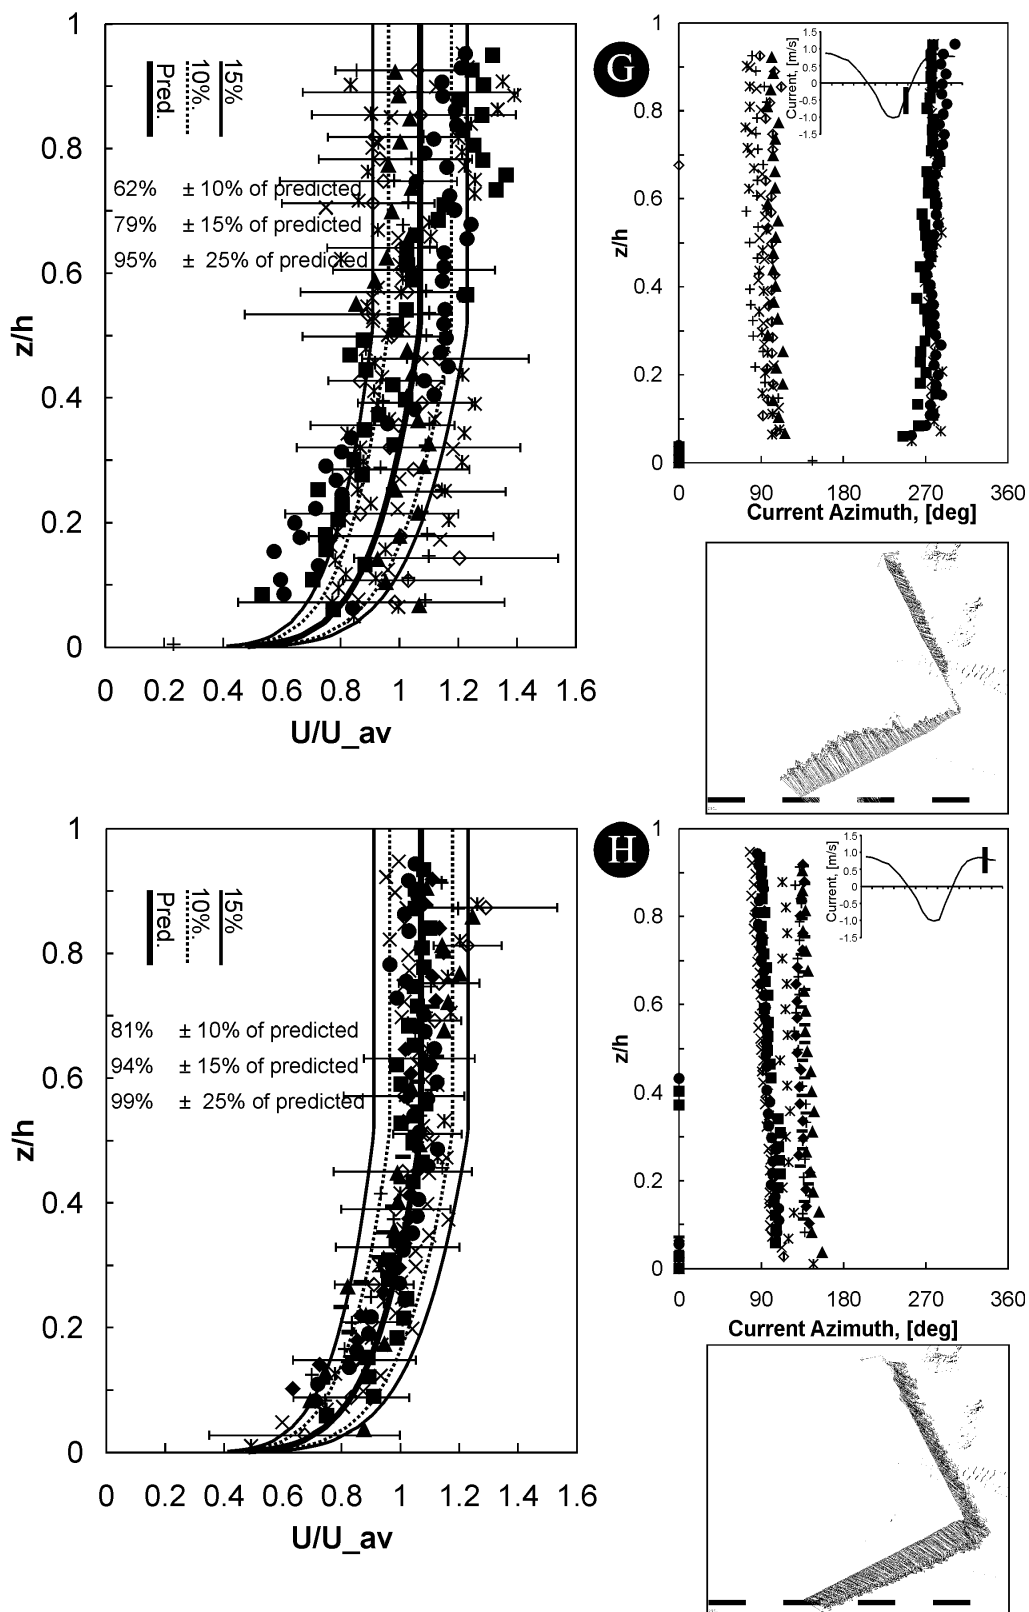 1
0.8
0.6
0.4
0.2
0
z/h
Pred.
10%.
15%
62% ± 10% of predicted
79% ± 15% of predicted
95% ± 25% of predicted
0 0.2 0.4 0.6 0.8 1 1.2 1.4 1.6
U/U_av
G
1
0.8
0.6
0.4
0.2
0
z/h
Current, [m/s]
1.5
1.0
0.5
0
-0.5
-1.0
-1.5
0 90 180 270 360
Current Azimuth, [deg]
1
0.8
0.6
0.4
0.2
0
z/h
Pred.
10%.
15%
81% ± 10% of predicted
94% ± 15% of predicted
99% ± 25% of predicted
0 0.2 0.4 0.6 0.8 1 1.2 1.4 1.6
U/U_av
H
1
0.8
0.6
0.4
0.2
0
z/h
Current, [m/s]
1.5
1.0
0.5
0
-0.5
-1.0
-1.5
0 90 180 270 360
Current Azimuth, [deg]